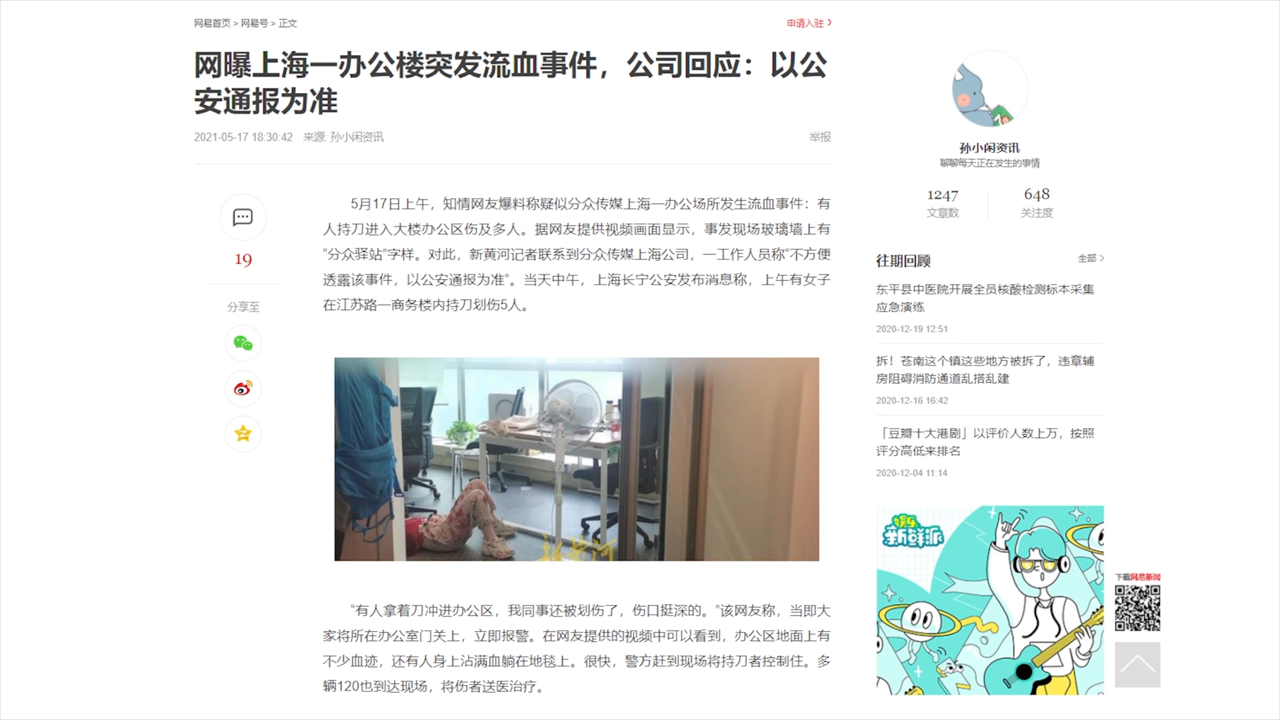 网易首页 > 网易号 > 正文
申请入驻
网曝上海一办公楼突发流血事件，公司回应：以公
安通报为准
2021-05-17 18:30:42 来源: 孙小闲资讯
举报
19
分享至
5月17日上午，知情网友爆料称疑似分众传媒上海一办公场所发生流血事件：有
人持刀进入大楼办公区伤及多人。据网友提供视频画面显示，事发现场玻璃墙上有
“分众驿站”字样。对此，新黄河记者联系到分众传媒上海公司，一工作人员称“不方便
透露该事件，以公安通报为准”。当天中午，上海长宁公安发布消息称，上午有女子
在江苏路一商务楼内持刀划伤5人。
新黄河
“有人拿着刀冲进办公区，我同事还被划伤了，伤口挺深的。”该网友称，当即大
家将所在办公室门关上，立即报警。在网友提供的视频中可以看到，办公区地面上有
不少血迹，还有人身上沾满血躺在地毯上。很快，警方赶到现场将持刀者控制住。多
辆120也到达现场，将伤者送医治疗。
孙小闲资讯
聊聊每天正在发生的事情
1247
文章数
648
关注度
往期回顾
全部
东平县中医院开展全员核酸检测标本采集
应急演练
2020-12-19 12:51
拆！苍南这个镇这些地方被拆了，违章辅
房阻碍消防通道乱搭乱建
2020-12-16 16:42
「豆瓣十大港剧」以评价人数上万，按照
评分高低来排名
2020-12-04 11:14
娱乐
新鲜派
下载网易新闻